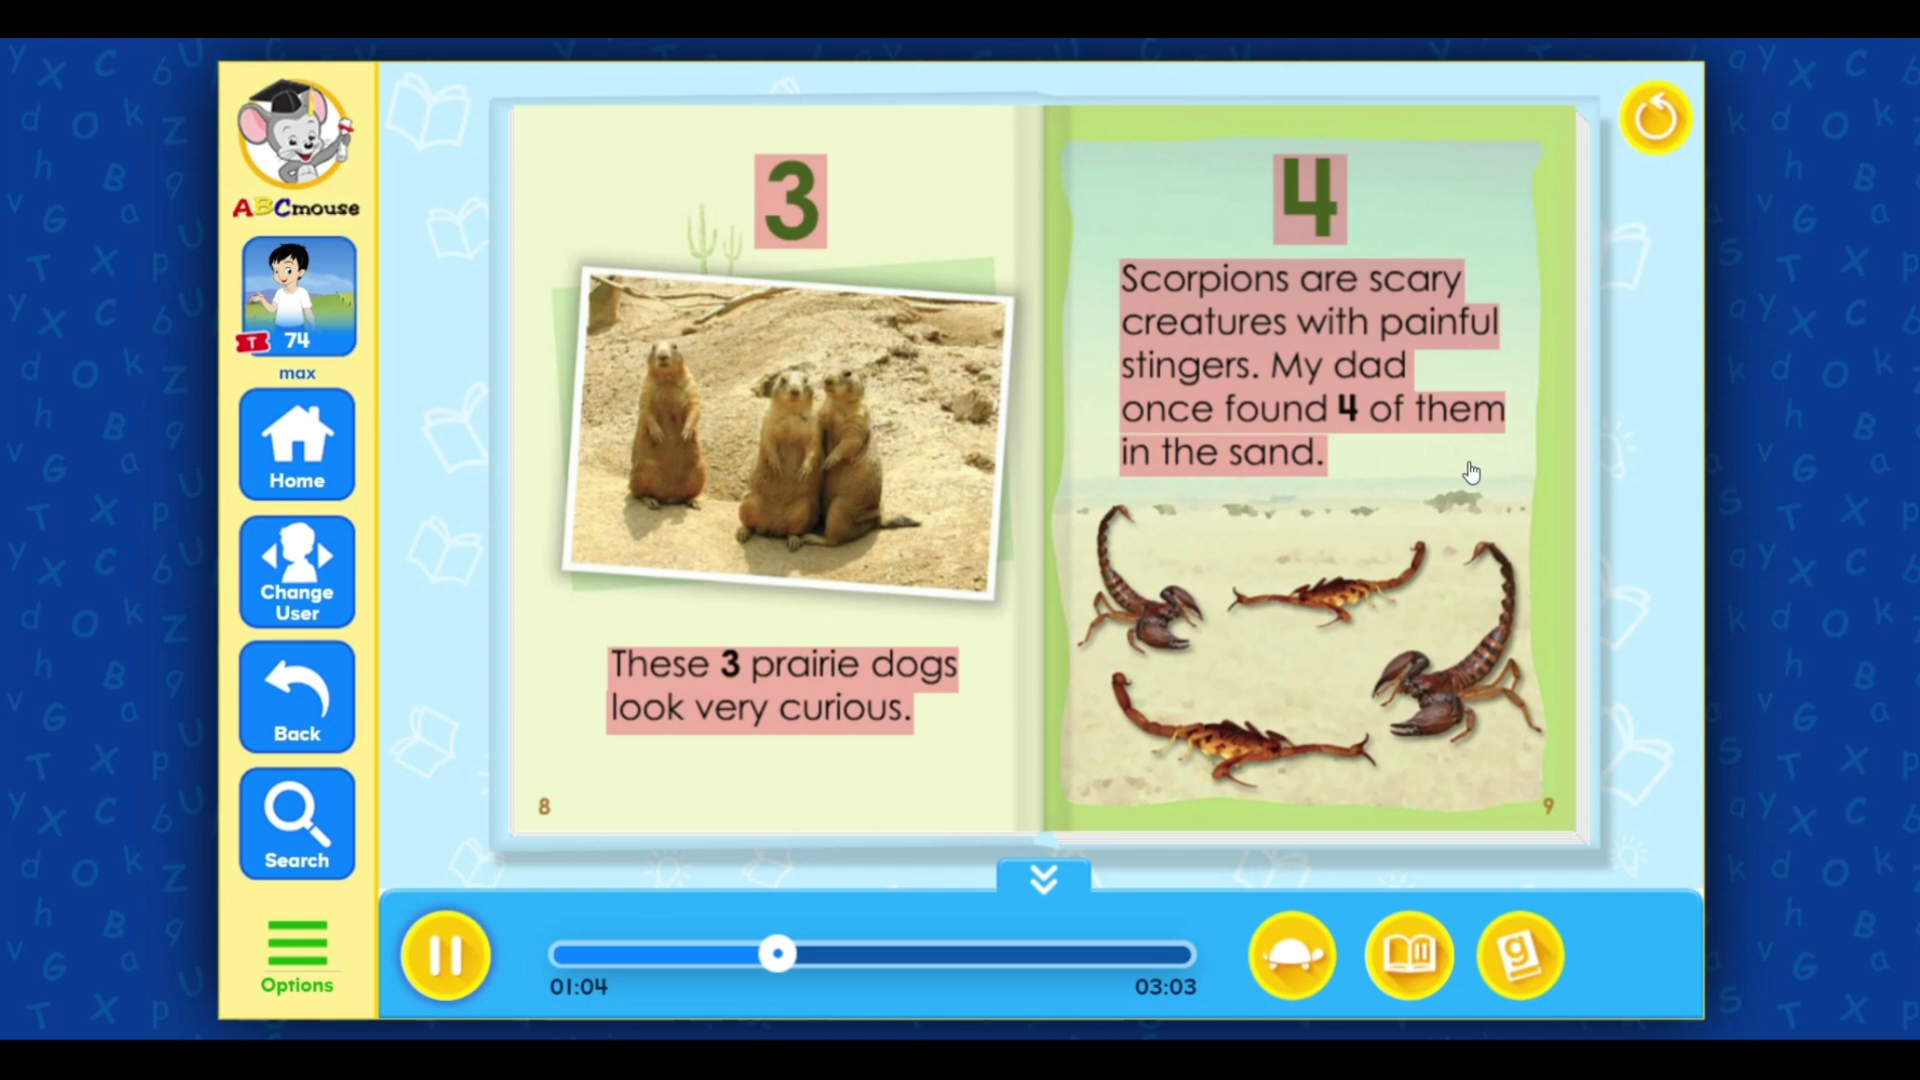 ABCmouse
T 74
max
Home
Change
User
Back
Search
Options
3
These 3 prairie dogs
look very curious.
8
4
Scorpions are scary
creatures with painful
stingers. My dad
once found 4 of them
in the sand.
9
01:04
03:03
g